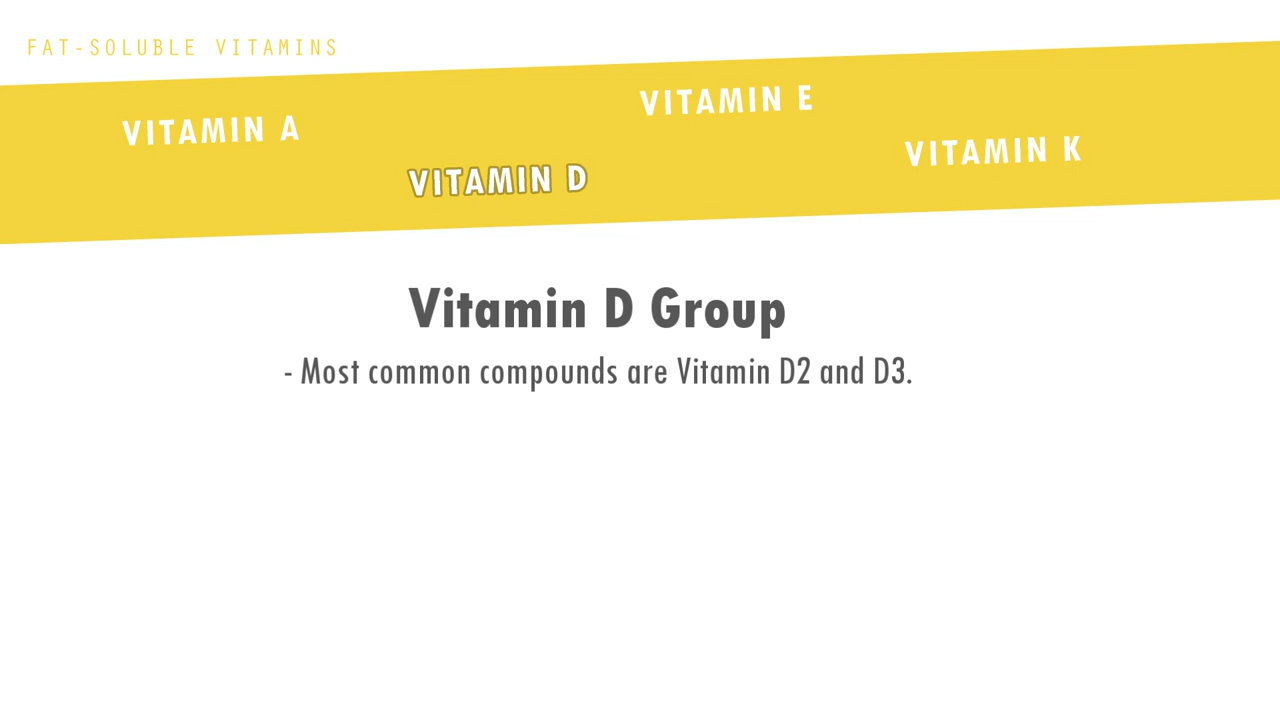 FAT-SOLUBLE VITAMINS
VITAMIN A
VITAMIN D
VITAMIN E
VITAMIN K
Vitamin D Group
- Most common compounds are Vitamin D2 and D3.